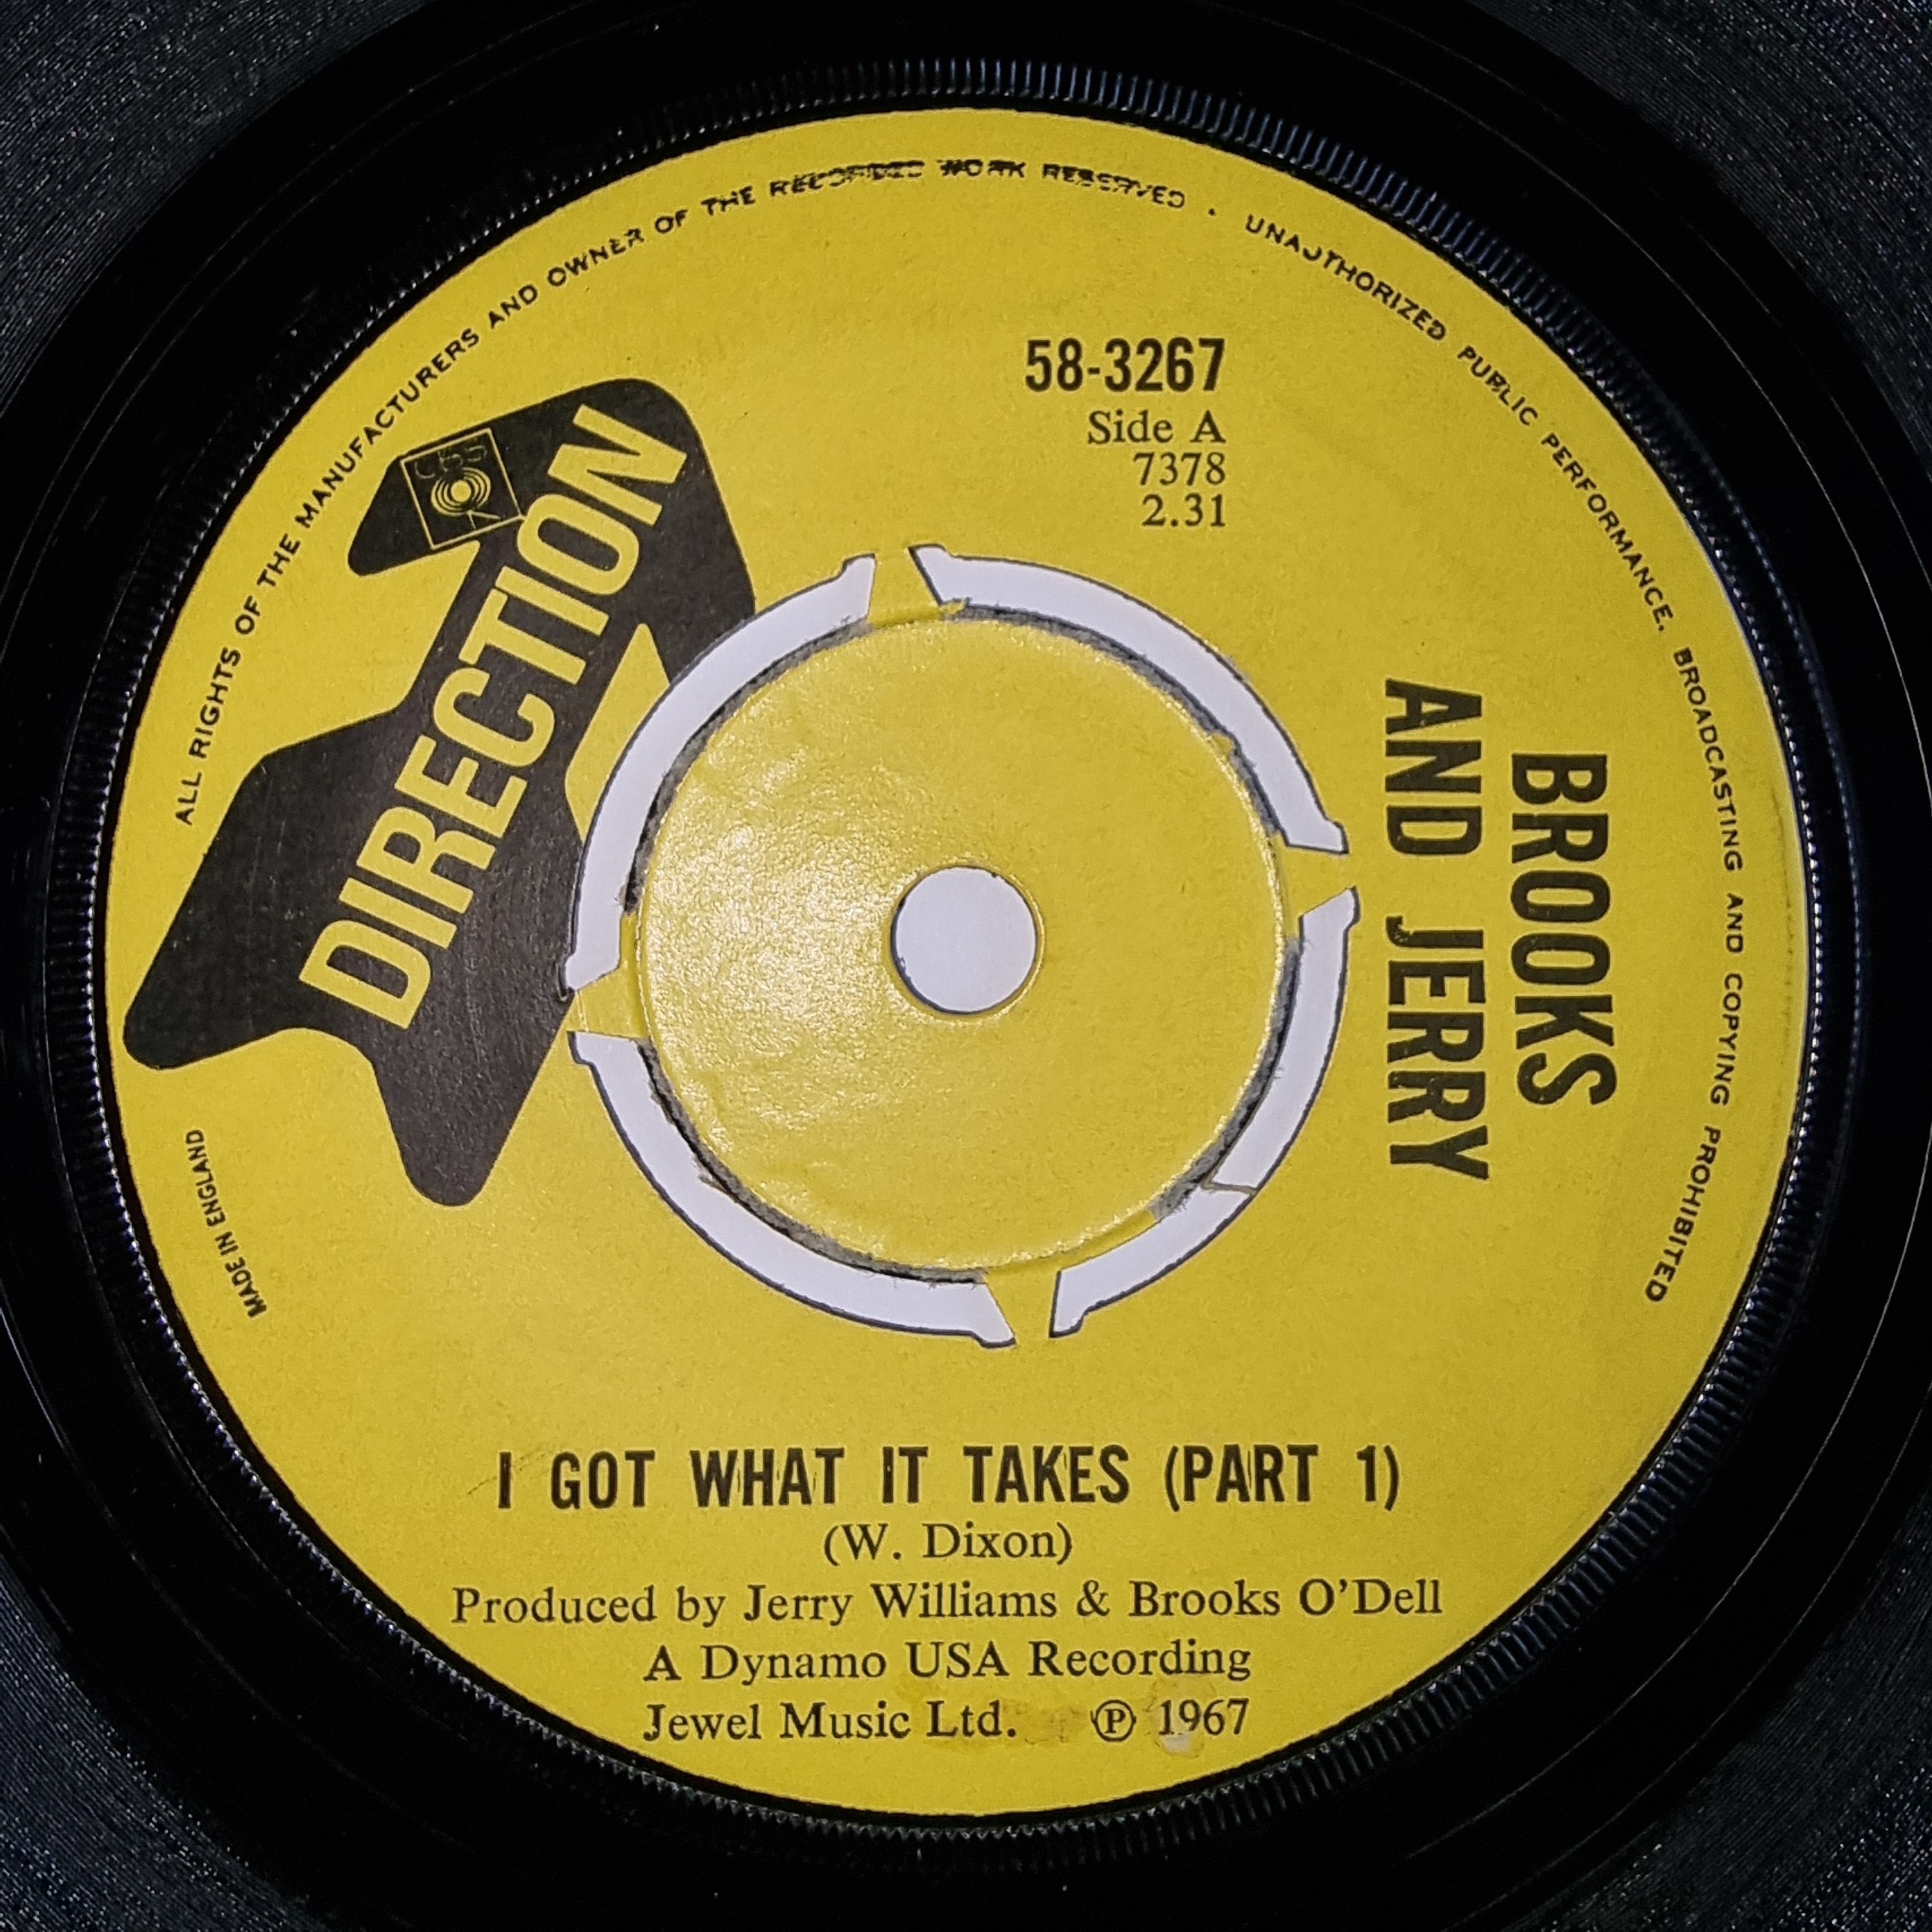 ALL RIGHTS OF THE MANUFACTURERS AND OWNER OF THE RECORDED WORK RESERVED · UNAUTHORIZED PUBLIC PERFORMANCE, BROADCASTING AND COPYING PROHIBITED
58-3267
Side A
7378
2.31
CBS
DIRECTION
BROOKS
AND JERRY
MADE IN ENGLAND
I GOT WHAT IT TAKES (PART 1)
(W. Dixon)
Produced by Jerry Williams & Brooks O'Dell
A Dynamo USA Recording
Jewel Music Ltd. ℗ 1967